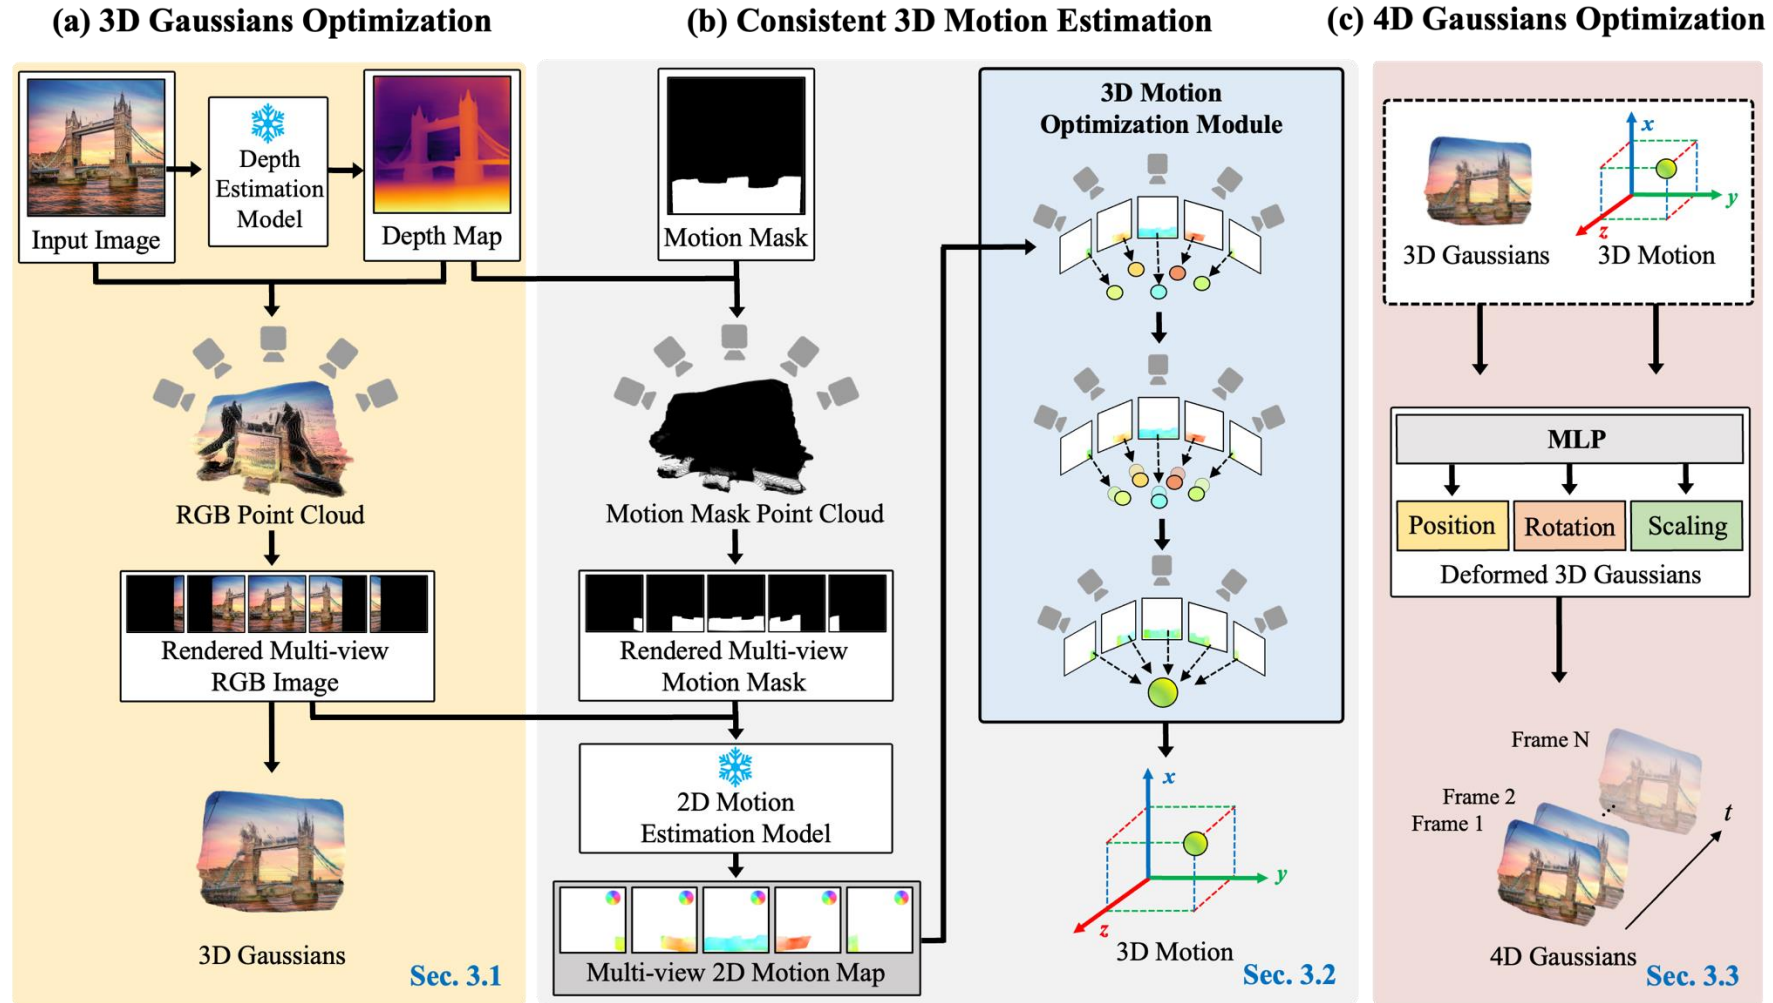 (a) 3D Gaussians Optimization
Input Image
Depth
Estimation
Model
Depth Map
RGB Point Cloud
Rendered Multi-view
RGB Image
3D Gaussians
Sec. 3.1
(b) Consistent 3D Motion Estimation
Motion Mask
Motion Mask Point Cloud
Rendered Multi-view
Motion Mask
2D Motion
Estimation Model
Multi-view 2D Motion Map
3D Motion
Optimization Module
x
y
z
3D Motion
Sec. 3.2
(c) 4D Gaussians Optimization
3D Gaussians
x
y
z
3D Motion
MLP
Position
Rotation
Scaling
Deformed 3D Gaussians
Frame N
Frame 2
Frame 1
t
4D Gaussians
Sec. 3.3